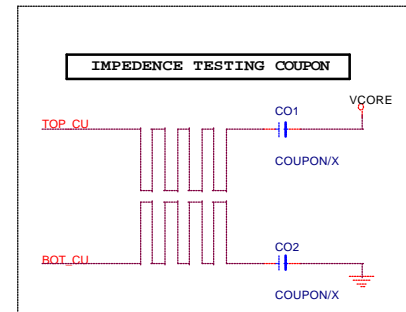 IMPEDENCE TESTING COUPON
VCORE
CO1
TOP_CU
COUPON/X
CO2
BOT_CU
COUPON/X